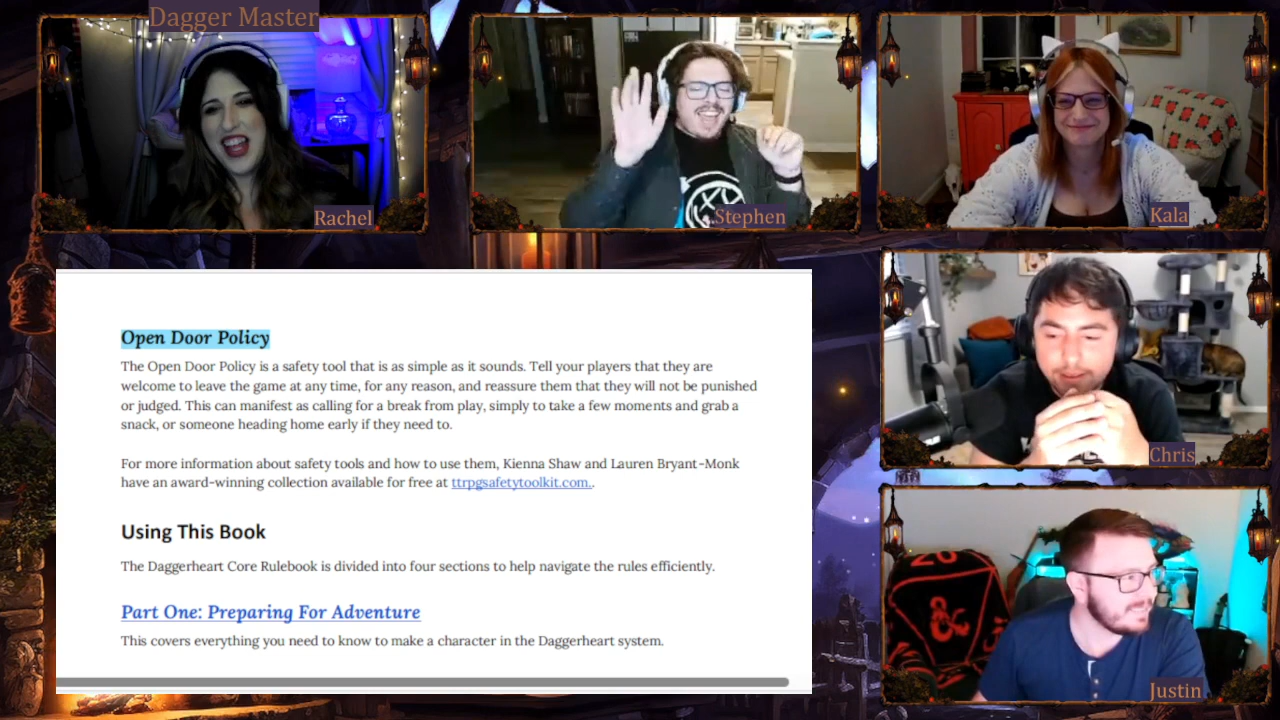 Dagger Master
Rachel
Stephen
Kala
Open Door Policy
The Open Door Policy is a safety tool that is as simple as it sounds. Tell your players that they are
welcome to leave the game at any time, for any reason, and reassure them that they will not be punished
or judged. This can manifest as calling for a break from play, simply to take a few moments and grab a
snack, or someone heading home early if they need to.
For more information about safety tools and how to use them, Kienna Shaw and Lauren Bryant-Monk
have an award-winning collection available for free at ttrpgsafetytoolkit.com..
Using This Book
The Daggerheart Core Rulebook is divided into four sections to help navigate the rules efficiently.
Part One: Preparing For Adventure
This covers everything you need to know to make a character in the Daggerheart system.
Chris
20
Justin